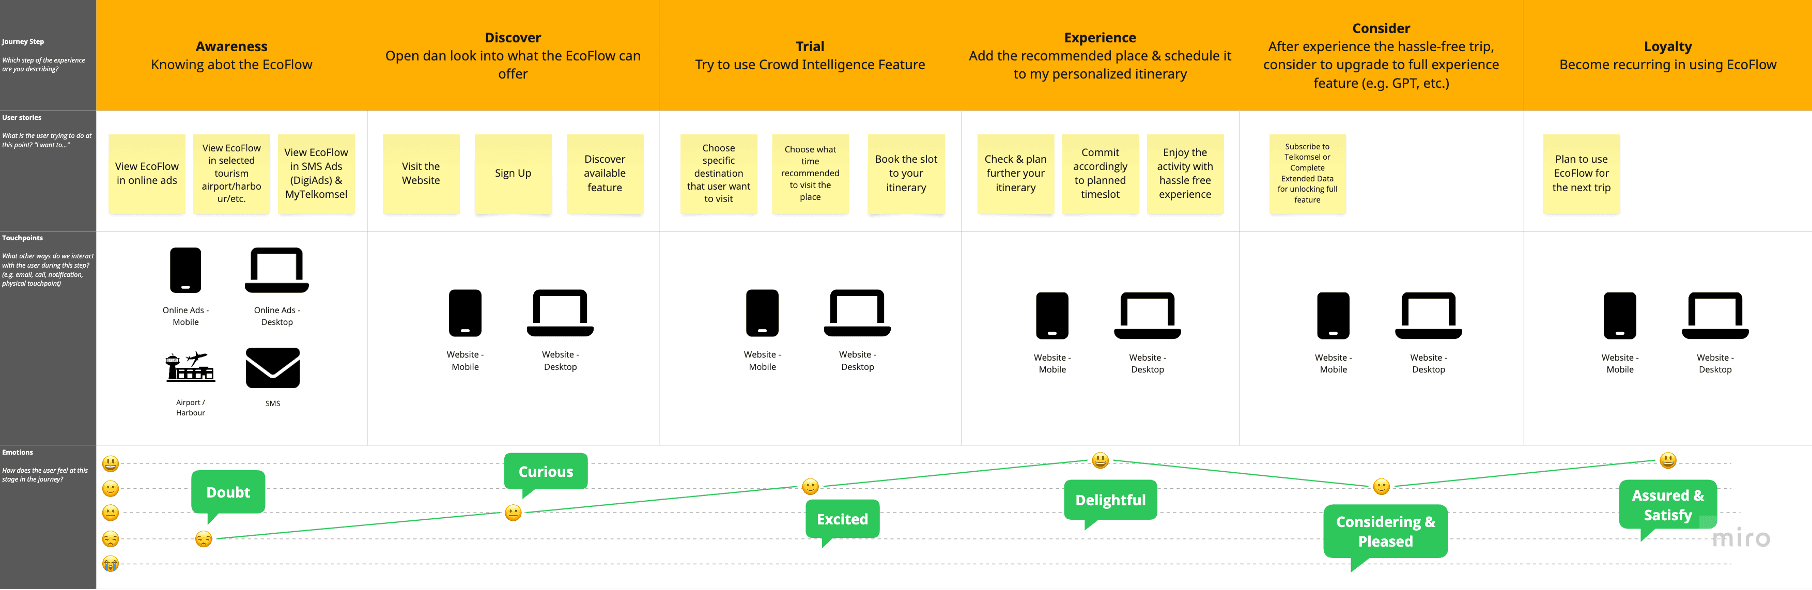 Journey Step
Which step of the experience
are you describing?
Awareness
Knowing abot the EcoFlow
Discover
Open dan look into what the EcoFlow can
offer
Trial
Try to use Crowd Intelligence Feature
Experience
Add the recommended place & schedule it
to my personalized itinerary
Consider
After experience the hassle-free trip,
consider to upgrade to full experience
feature (e.g. GPT, etc.)
Loyalty
Become recurring in using EcoFlow
User stories
What is the user trying to do at
this point? "I want to..."
View EcoFlow
in online ads
View EcoFlow
in selected
tourism
airport/harbo
ur/etc.
View EcoFlow
in SMS Ads
(DigiAds) &
MyTelkomsel
Visit the
Website
Sign Up
Discover
available
feature
Choose
specific
destination
that user want
to visit
Choose what
time
recommended
to visit the
place
Book the slot
to your
itinerary
Check & plan
further your
itinerary
Commit
accordingly
to planned
timeslot
Enjoy the
activity with
hassle free
experience
Subscribe to
Telkomsel or
Complete
Extended Data
for unlocking full
feature
Plan to use
EcoFlow for
the next trip
Touchpoints
What other ways do we interact
with the user during this step?
(e.g. email, call, notification,
physical touchpoint)
Online Ads -
Mobile
Online Ads -
Desktop
Airport /
Harbour
SMS
Website -
Mobile
Website -
Desktop
Website -
Mobile
Website -
Desktop
Website -
Mobile
Website -
Desktop
Website -
Mobile
Website -
Desktop
Website -
Mobile
Website -
Desktop
Emotions
How does the user feel at this
stage in the journey?
Doubt
Curious
Excited
Delightful
Considering &
Pleased
Assured &
Satisfy
miro